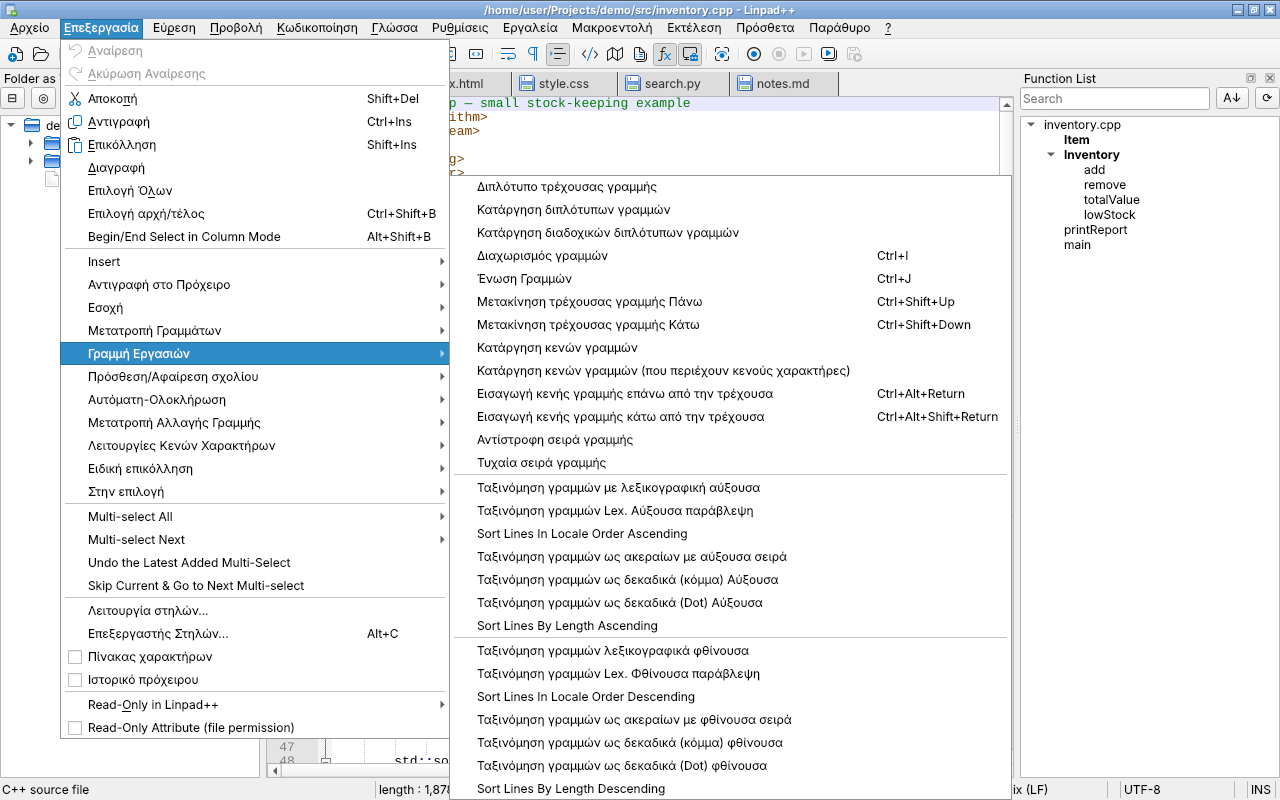 /home/user/Projects/demo/src/inventory.cpp - Linpad++
Αρχείο Επεξεργασία Εύρεση Προβολή Κωδικοποίηση Γλώσσα Ρυθμίσεις Εργαλεία Μακροεντολή Εκτέλεση Πρόσθετα Παράθυρο ?
Folder as
de
Αναίρεση
Ακύρωση Αναίρεσης
Αποκοπή Shift+Del
Αντιγραφή Ctrl+Ins
Επικόλληση Shift+Ins
Διαγραφή
Επιλογή Όλων
Επιλογή αρχή/τέλος Ctrl+Shift+B
Begin/End Select in Column Mode Alt+Shift+B
Insert
Αντιγραφή στο Πρόχειρο
Εσοχή
Μετατροπή Γραμμάτων
Γραμμή Εργασιών
Πρόσθεση/Αφαίρεση σχολίου
Αυτόματη-Ολοκλήρωση
Μετατροπή Αλλαγής Γραμμής
Λειτουργίες Κενών Χαρακτήρων
Ειδική επικόλληση
Στην επιλογή
Multi-select All
Multi-select Next
Undo the Latest Added Multi-Select
Skip Current & Go to Next Multi-select
Λειτουργία στηλών...
Επεξεργαστής Στηλών... Alt+C
Πίνακας χαρακτήρων
Ιστορικό πρόχειρου
Read-Only in Linpad++
Read-Only Attribute (file permission)
x.html style.css search.py notes.md
p — small stock-keeping example
ithm>
eam>
g>
r>
Διπλότυπο τρέχουσας γραμμής
Κατάργηση διπλότυπων γραμμών
Κατάργηση διαδοχικών διπλότυπων γραμμών
Διαχωρισμός γραμμών Ctrl+I
Ένωση Γραμμών Ctrl+J
Μετακίνηση τρέχουσας γραμμής Πάνω Ctrl+Shift+Up
Μετακίνηση τρέχουσας γραμμής Κάτω Ctrl+Shift+Down
Κατάργηση κενών γραμμών
Κατάργηση κενών γραμμών (που περιέχουν κενούς χαρακτήρες)
Εισαγωγή κενής γραμμής επάνω από την τρέχουσα Ctrl+Alt+Return
Εισαγωγή κενής γραμμής κάτω από την τρέχουσα Ctrl+Alt+Shift+Return
Αντίστροφη σειρά γραμμής
Τυχαία σειρά γραμμής
Ταξινόμηση γραμμών με λεξικογραφική αύξουσα
Ταξινόμηση γραμμών Lex. Αύξουσα παράβλεψη
Sort Lines In Locale Order Ascending
Ταξινόμηση γραμμών ως ακεραίων με αύξουσα σειρά
Ταξινόμηση γραμμών ως δεκαδικά (κόμμα) Αύξουσα
Ταξινόμηση γραμμών ως δεκαδικά (Dot) Αύξουσα
Sort Lines By Length Ascending
Ταξινόμηση γραμμών λεξικογραφικά φθίνουσα
Ταξινόμηση γραμμών Lex. Φθίνουσα παράβλεψη
Sort Lines In Locale Order Descending
Ταξινόμηση γραμμών ως ακεραίων με φθίνουσα σειρά
Ταξινόμηση γραμμών ως δεκαδικά (κόμμα) φθίνουσα
Ταξινόμηση γραμμών ως δεκαδικά (Dot) φθίνουσα
Sort Lines By Length Descending
47
48 std::so
Function List
Search A↓
inventory.cpp
Item
Inventory
add
remove
totalValue
lowStock
printReport
main
C++ source file length : 1,878 ix (LF) UTF-8 INS